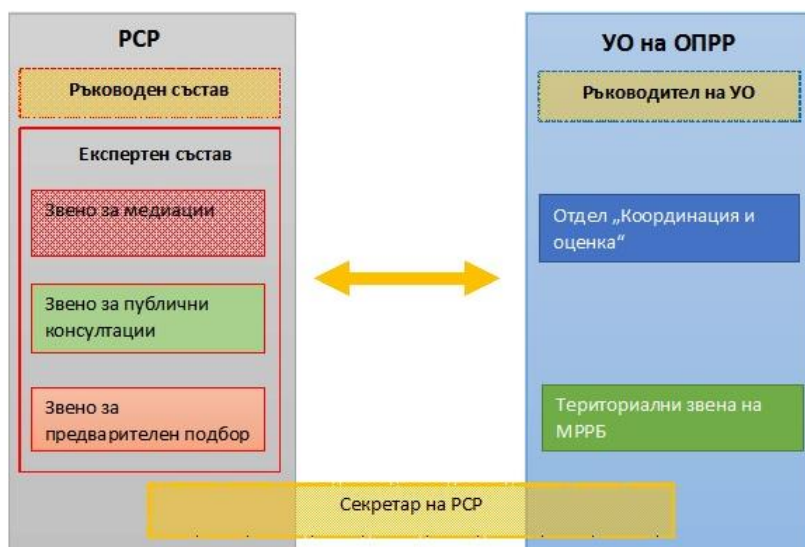 РСР
Ръководен състав
Експертен състав
Звено за медиации
Звено за публични
консултации
Звено за
предварителен подбор
УО на ОПРР
Ръководител на УО
Отдел „Координация и
оценка“
Териториални звена на
МРРБ
Секретар на РСР